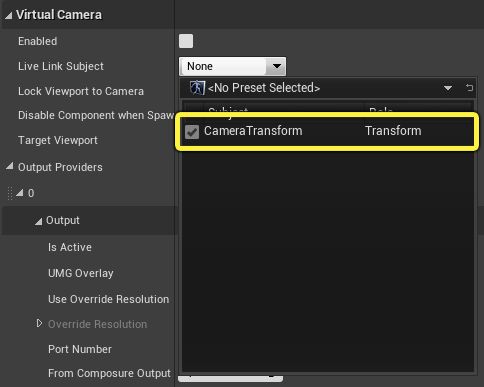 Virtual Camera
Enabled
Live Link Subject None
Lock Viewport to Camera <No Preset Selected>
Disable Component when Spaw Subject Role
CameraTransform Transform
Target Viewport
Output Providers
0
Output
Is Active
UMG Overlay
Use Override Resolution
Override Resolution
Port Number
From Composure Output